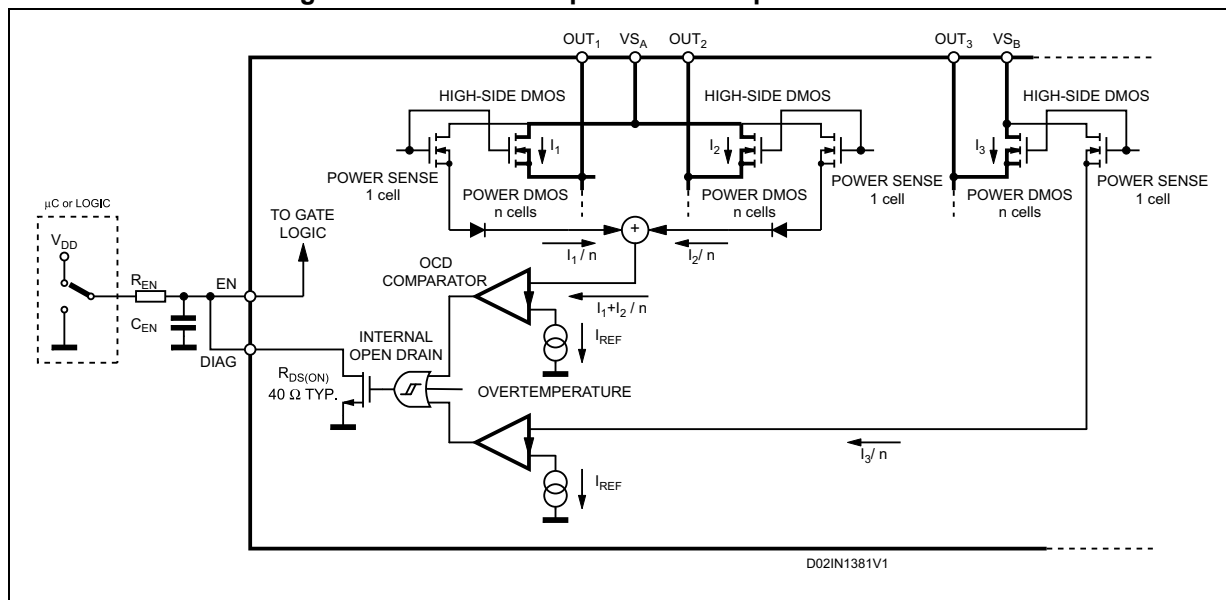 OUT1 VSA OUT2 OUT3 VSB
HIGH-SIDE DMOS
HIGH-SIDE DMOS
HIGH-SIDE DMOS
I1
I2
I3
POWER SENSE
1 cell
POWER DMOS
n cells
POWER DMOS
n cells
POWER SENSE
1 cell
POWER DMOS
n cells
POWER SENSE
1 cell
μC or LOGIC
VDD
REN
CEN
EN
DIAG
TO GATE
LOGIC
+
I1 / n
I2/ n
OCD
COMPARATOR
I1+I2 / n
IREF
INTERNAL
OPEN DRAIN
RDS(ON)
40 Ω TYP.
OVERTEMPERATURE
I3/ n
IREF
D02IN1381V1